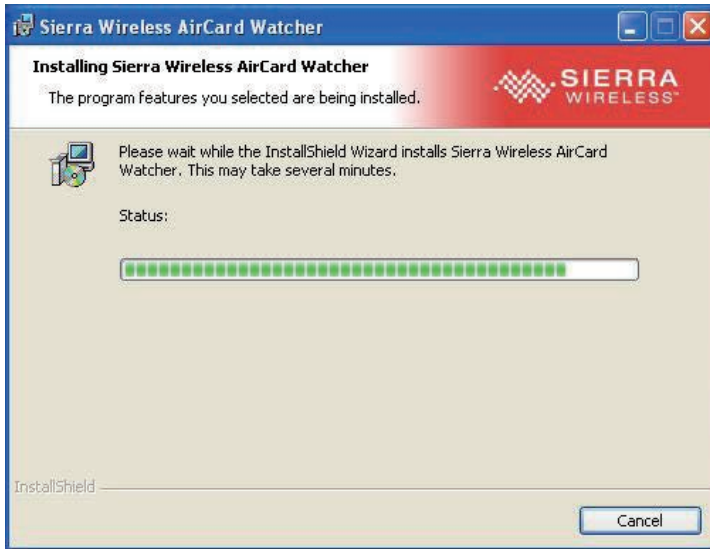 Sierra Wireless AirCard Watcher
Installing Sierra Wireless AirCard Watcher
The program features you selected are being installed.
SIERRA
WIRELESS™
Please wait while the InstallShield Wizard installs Sierra Wireless AirCard
Watcher. This may take several minutes.
Status:
InstallShield
Cancel